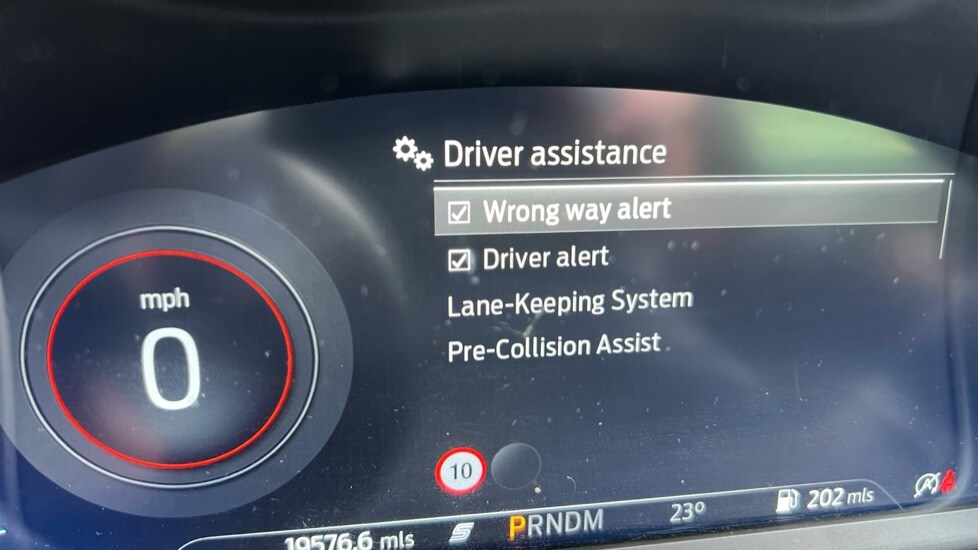 Driver assistance
Wrong way alert
Driver alert
Lane-Keeping System
Pre-Collision Assist
mph
0
10
19576.6 mls
S
PRNDM
23º
202 mls
A